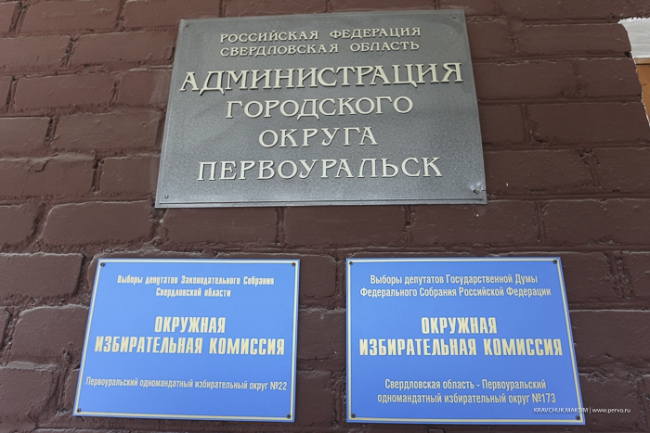 РОССИЙСКАЯ ФЕДЕРАЦИЯ
СВЕРДЛОВСКАЯ ОБЛАСТЬ
АДМИНИСТРАЦИЯ
ГОРОДСКОГО
ОКРУГА
ПЕРВОУРАЛЬСК
Выборы депутатов Законодательного Собрания
Свердловской области
ОКРУЖНАЯ
ИЗБИРАТЕЛЬНАЯ КОМИССИЯ
Первоуральский одномандатный избирательный округ №22
Выборы депутатов Государственной Думы
Федерального Собрания Российской Федерации
ОКРУЖНАЯ
ИЗБИРАТЕЛЬНАЯ КОМИССИЯ
Свердловская область - Первоуральский
одномандатный избирательный округ №173
KRAVCHUK MAKSIM | www.pervo.ru